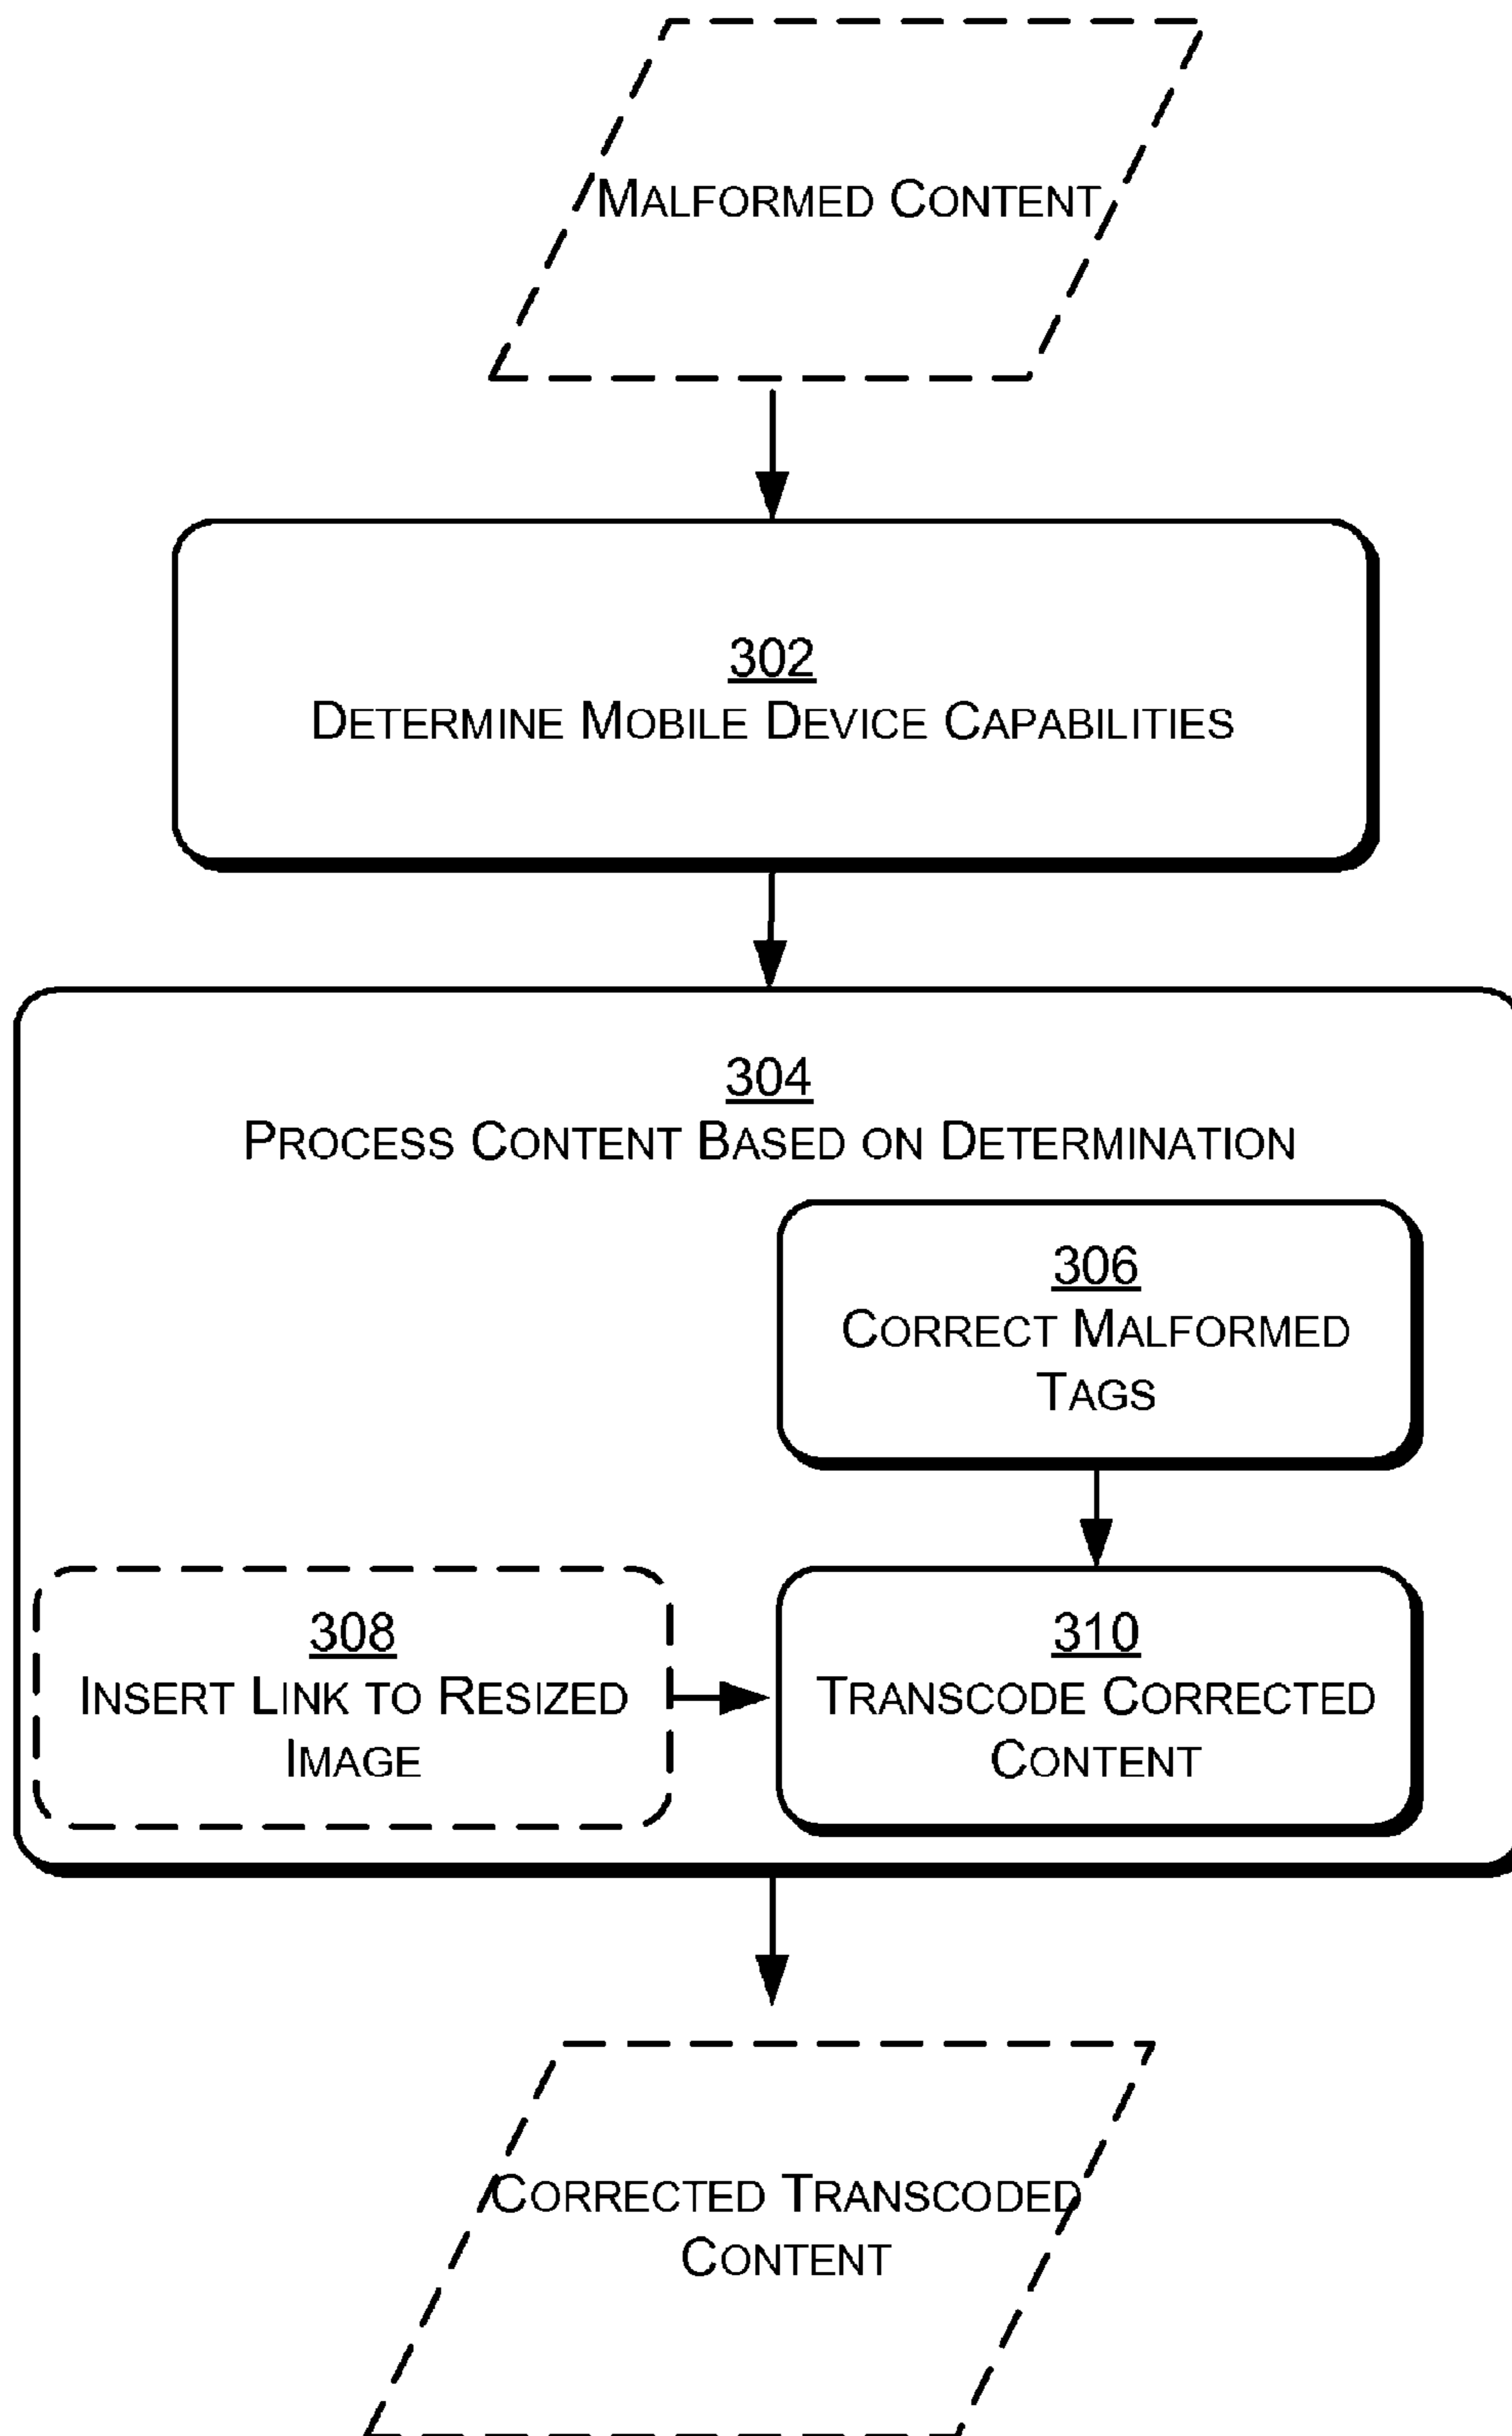 Malformed Content
302
Determine Mobile Device Capabilities
304
Process Content Based on Determination
306
Correct Malformed
Tags
308
Insert Link to Resized
Image
310
Transcode Corrected
Content
Corrected Transcoded
Content